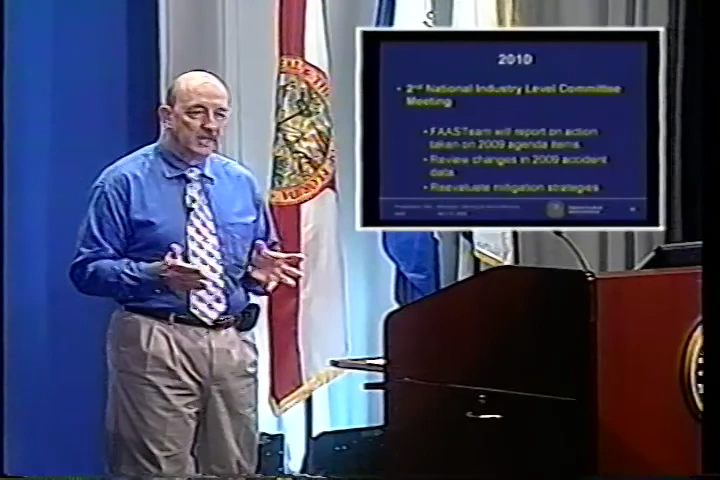 2010
• 2nd National Industry Level Committee
Meeting
• FAASTeam will report on action
taken on 2009 agenda items
• Review changes in 2009 accident
data
• Reevaluate mitigation strategies